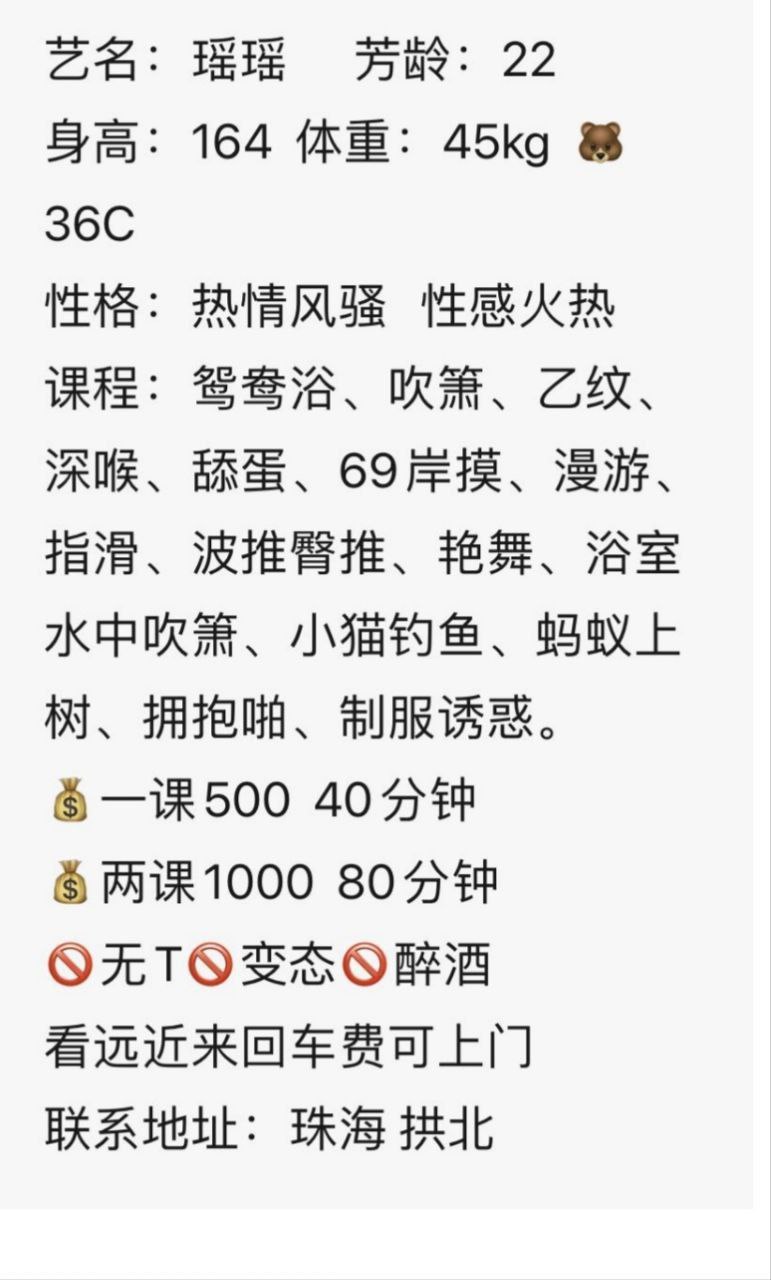 艺名：瑶瑶 芳龄：22
身高：164 体重：45kg 🐻
36C
性格：热情风骚 性感火热
课程：鸳鸯浴、吹箫、乙纹、
深喉、舔蛋、69岸摸、漫游、
指滑、波推臀推、艳舞、浴室
水中吹箫、小猫钓鱼、蚂蚁上
树、拥抱啪、制服诱惑。
💰一课500 40分钟
💰两课1000 80分钟
🚫无T🚫变态🚫醉酒
看远近来回车费可上门
联系地址：珠海 拱北